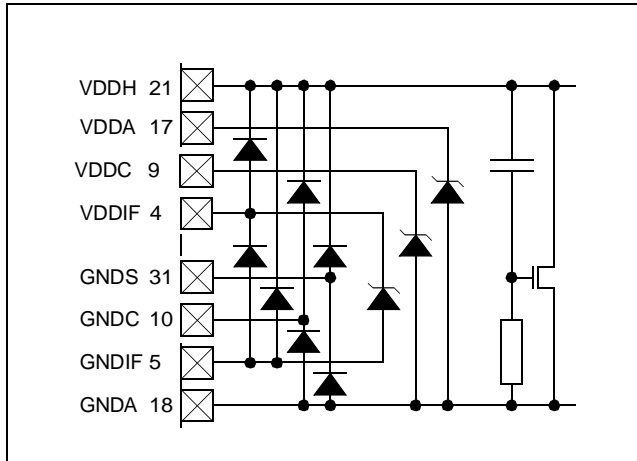 VDDH 21
VDDA 17
VDDC 9
VDDIF 4
GNDS 31
GNDC 10
GNDIF 5
GNDA 18